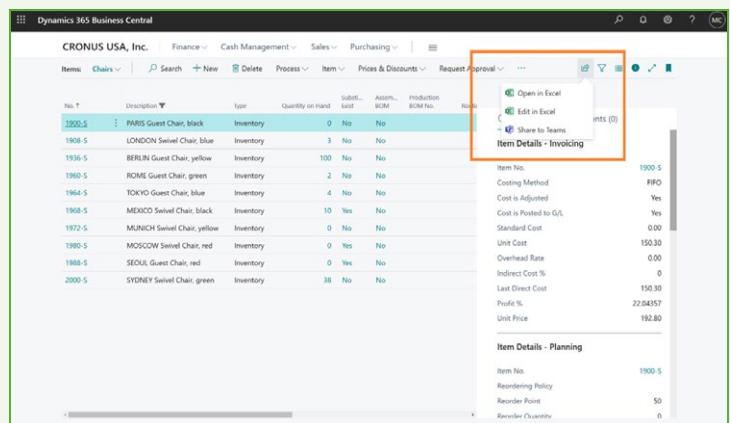 Dynamics 365 Business Central ? MC
CRONUS USA, Inc. Finance Cash Management Sales Purchasing
Items: Chairs Search + New Delete Process Item Prices & Discounts Request Approval ...
No. ↑ Description Type Quantity on Hand Substi... Exist Assem... BOM Production BOM No.
1900-S PARIS Guest Chair, black Inventory 0 No No
1908-S LONDON Swivel Chair, blue Inventory 3 No No
1936-S BERLIN Guest Chair, yellow Inventory 100 No No
1960-S ROME Guest Chair, green Inventory 2 No No
1964-S TOKYO Guest Chair, blue Inventory 4 No No
1968-S MEXICO Swivel Chair, black Inventory 10 Yes No
1972-S MUNICH Swivel Chair, yellow Inventory 0 No No
1980-S MOSCOW Swivel Chair, red Inventory 0 Yes No
1988-S SEOUL Guest Chair, red Inventory 0 Yes No
2000-S SYDNEY Swivel Chair, green Inventory 38 No No
Open in Excel
Edit in Excel
Share to Teams
nts (0)
Item Details - Invoicing
Item No. 1900-S
Costing Method FIFO
Cost is Adjusted Yes
Cost is Posted to G/L Yes
Standard Cost 0.00
Unit Cost 150.30
Overhead Rate 0.00
Indirect Cost % 0
Last Direct Cost 150.30
Profit % 22.04357
Unit Price 192.80
Item Details - Planning
Item No. 1900-S
Reordering Policy
Reorder Point 50
Reorder Quantity 0